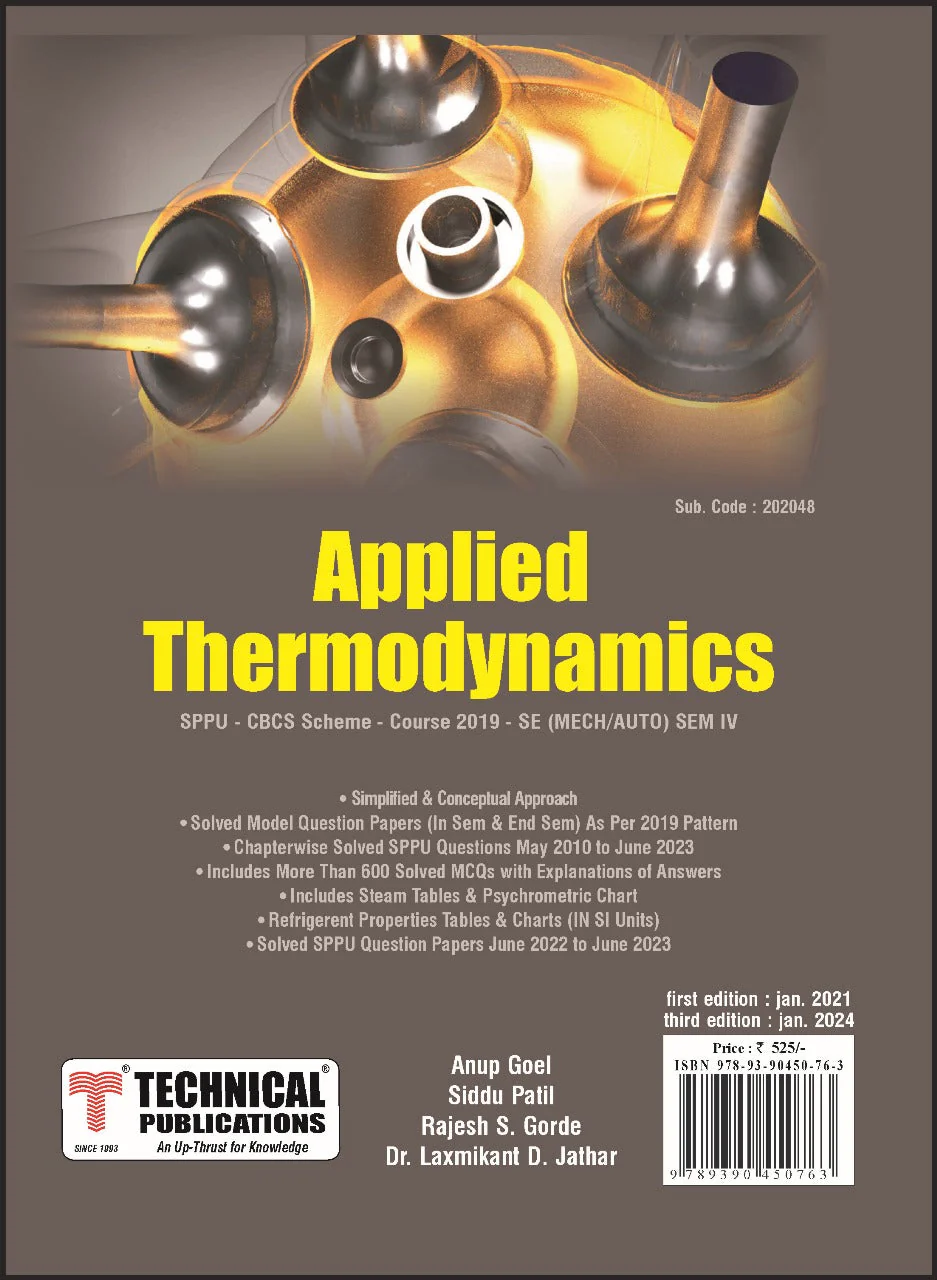 Sub. Code : 202048
Applied
Thermodynamics
SPPU - CBCS Scheme - Course 2019 - SE (MECH/AUTO) SEM IV
• Simplified & Conceptual Approach
• Solved Model Question Papers (In Sem & End Sem) As Per 2019 Pattern
• Chapterwise Solved SPPU Questions May 2010 to June 2023
• Includes More Than 600 Solved MCQs with Explanations of Answers
• Includes Steam Tables & Psychrometric Chart
• Refrigerent Properties Tables & Charts (IN SI Units)
• Solved SPPU Question Papers June 2022 to June 2023
first edition : jan. 2021
third edition : jan. 2024
Price : ₹ 525/-
ISBN 978-93-90450-76-3
9 789390 450763
Anup Goel
Siddu Patil
Rajesh S. Gorde
Dr. Laxmikant D. Jathar
® TECHNICAL ®
PUBLICATIONS
SINCE 1993 An Up-Thrust for Knowledge